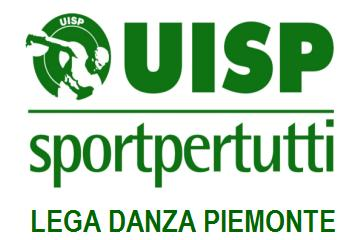 UISP
UISP
sportpertutti
LEGA DANZA PIEMONTE